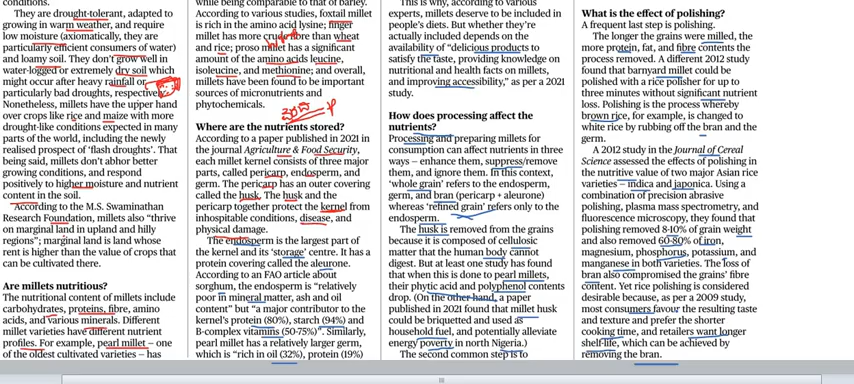 conditions.
They are drought-tolerant, adapted to
growing in warm weather, and require
low moisture (axiomatically, they are
particularly efficient consumers of water)
and loamy soil. They don't grow well in
water-logged or extremely dry soil which
might occur after heavy rainfall or
particularly bad droughts, respectively.
Nonetheless, millets have the upper hand
over crops like rice and maize with more
drought-like conditions expected in many
parts of the world, including the newly
realised prospect of 'flash droughts'. That
being said, millets don't abhor better
growing conditions, and respond
positively to higher moisture and nutrient
content in the soil.
According to the M.S. Swaminathan
Research Foundation, millets also "thrive
on marginal land in upland and hilly
regions"; marginal land is land whose
rent is higher than the value of crops that
can be cultivated there.
Are millets nutritious?
The nutritional content of millets include
carbohydrates, proteins, fibre, amino
acids, and various minerals. Different
millet varieties have different nutrient
profiles. For example, pearl millet – one
of the oldest cultivated varieties – has
while being comparable to that of barley.
According to various studies, foxtail millet
is rich in the amino acid lysine; finger
millet has more crude fibre than wheat
and rice; proso millet has a significant
amount of the amino acids leucine,
isoleucine, and methionine; and overall,
millets have been found to be important
sources of micronutrients and
phytochemicals.
Where are the nutrients stored?
According to a paper published in 2021 in
the journal Agriculture & Food Security,
each millet kernel consists of three major
parts, called pericarp, endosperm, and
germ. The pericarp has an outer covering
called the husk. The husk and the
pericarp together protect the kernel from
inhospitable conditions, disease, and
physical damage.
The endosperm is the largest part of
the kernel and its 'storage' centre. It has a
protein covering called the aleurone.
According to an FAO article about
sorghum, the endosperm is "relatively
poor in mineral matter, ash and oil
content" but "a major contributor to the
kernel's protein (80%), starch (94%) and
B-complex vitamins (50-75%)". Similarly,
pearl millet has a relatively larger germ,
which is "rich in oil (32%), protein (19%)
This is why, according to various
experts, millets deserve to be included in
people's diets. But whether they're
actually included depends on the
availability of "delicious products to
satisfy the taste, providing knowledge on
nutritional and health facts on millets,
and improving accessibility," as per a 2021
study.
How does processing affect the
nutrients?
Processing and preparing millets for
consumption can affect nutrients in three
ways – enhance them, suppress/remove
them, and ignore them. In this context,
'whole grain' refers to the endosperm,
germ, and bran (pericarp + aleurone)
whereas 'refined grain' refers only to the
endosperm.
The husk is removed from the grains
because it is composed of cellulosic
matter that the human body cannot
digest. But at least one study has found
that when this is done to pearl millets,
their phytic acid and polyphenol contents
drop. (On the other hand, a paper
published in 2021 found that millet husk
could be briquetted and used as
household fuel, and potentially alleviate
energy poverty in north Nigeria.)
The second common step is to
What is the effect of polishing?
A frequent last step is polishing.
The longer the grains were milled, the
more protein, fat, and fibre contents the
process removed. A different 2012 study
found that barnyard millet could be
polished with a rice polisher for up to
three minutes without significant nutrient
loss. Polishing is the process whereby
brown rice, for example, is changed to
white rice by rubbing off the bran and the
germ.
A 2012 study in the Journal of Cereal
Science assessed the effects of polishing in
the nutritive value of two major Asian rice
varieties – indica and japonica. Using a
combination of precision abrasive
polishing, plasma mass spectrometry, and
fluorescence microscopy, they found that
polishing removed 8-10% of grain weight
and also removed 60-80% of iron,
magnesium, phosphorus, potassium, and
manganese in both varieties. The loss of
bran also compromised the grains' fibre
content. Yet rice polishing is considered
desirable because, as per a 2009 study,
most consumers favour the resulting taste
and texture and prefer the shorter
cooking time, and retailers want longer
shelf-life, which can be achieved by
removing the bran.